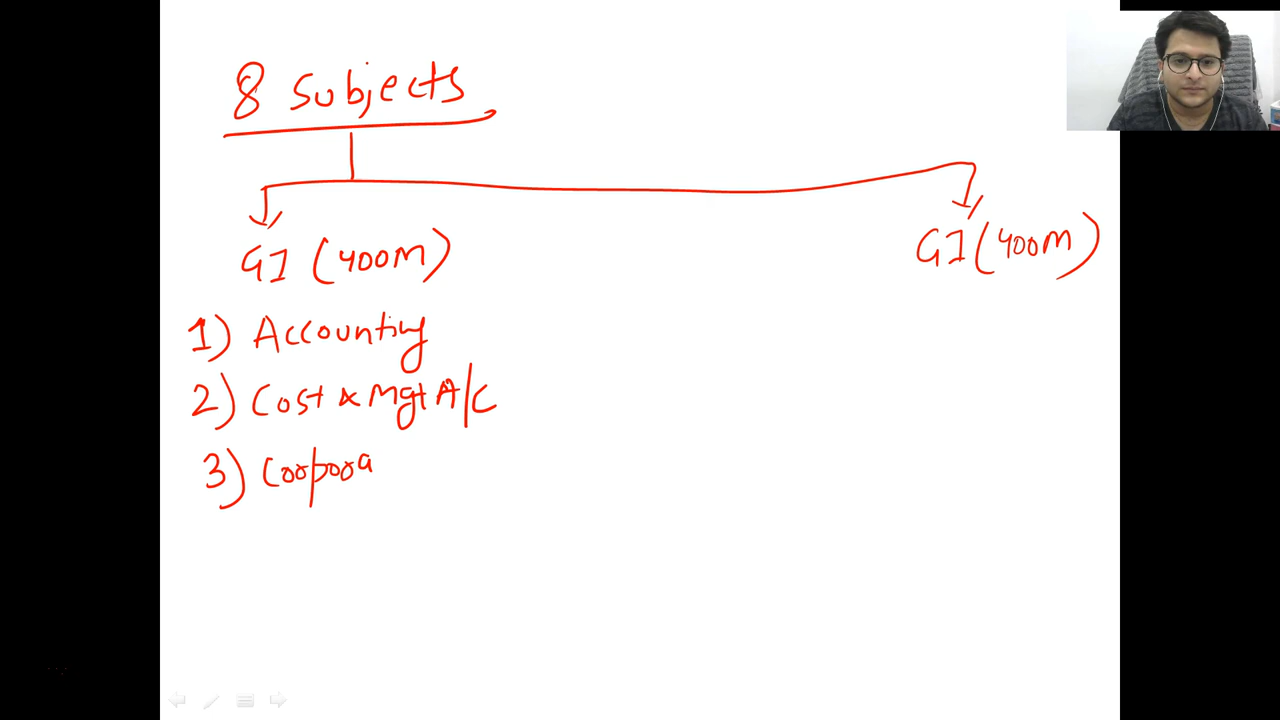 8 Subjects
GI (400M)
GI (400M)
1) Accounting
2) Cost & Mgt A/C
3) Corpora